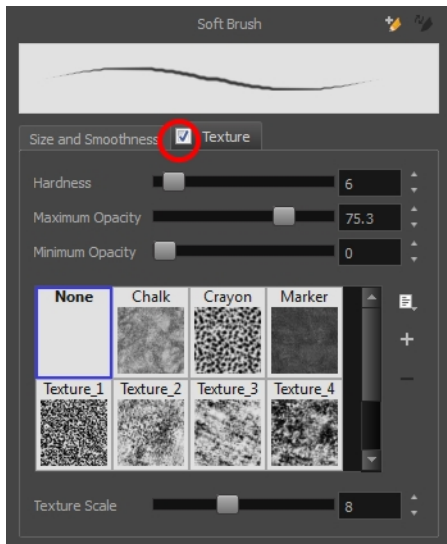 Soft Brush
Size and Smoothness Texture
Hardness 6
Maximum Opacity 75.3
Minimum Opacity 0
None Chalk Crayon Marker
Texture_1 Texture_2 Texture_3 Texture_4
Texture Scale 8